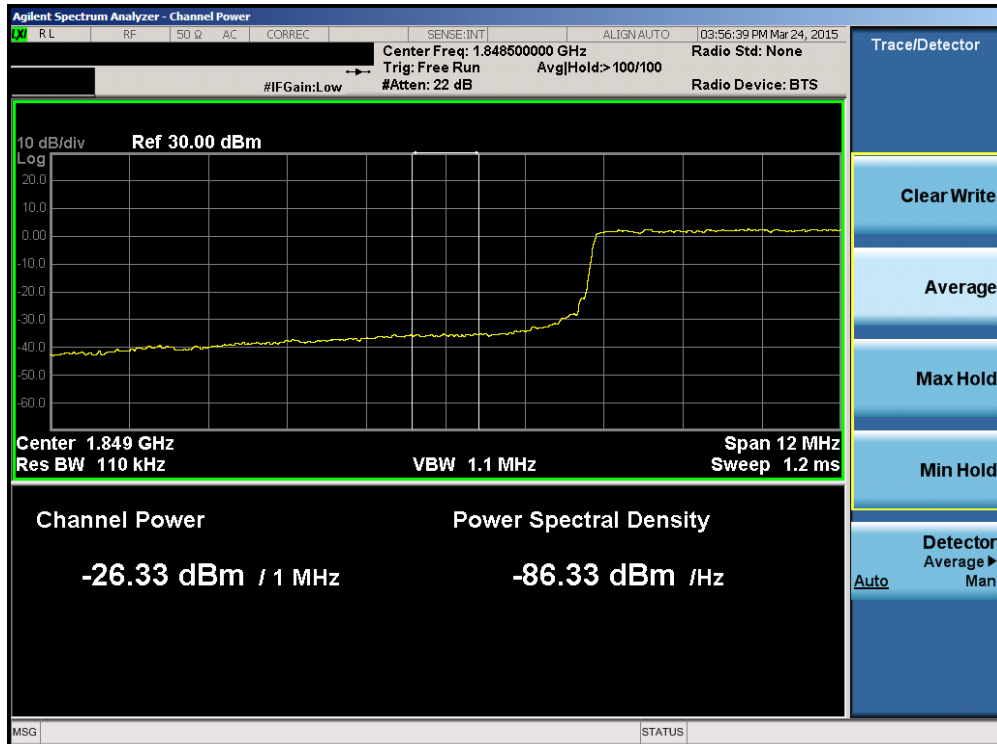 Agilent Spectrum Analyzer - Channel Power
LXI RL RF 50 Ω AC CORREC SENSE:INT ALIGN AUTO 03:56:39 PM Mar 24, 2015
Center Freq: 1.848500000 GHz Radio Std: None
Trig: Free Run Avg|Hold:> 100/100
#IFGain:Low #Atten: 22 dB Radio Device: BTS
Trace/Detector
10 dB/div Ref 30.00 dBm
Log
20.0
10.0
0.00
-10.0
-20.0
-30.0
-40.0
-50.0
-60.0
Center 1.849 GHz Span 12 MHz
Res BW 110 kHz VBW 1.1 MHz Sweep 1.2 ms
Channel Power Power Spectral Density
-26.33 dBm / 1 MHz -86.33 dBm /Hz
Clear Write
Average
Max Hold
Min Hold
Detector
Average▶
Auto Man
MSG STATUS